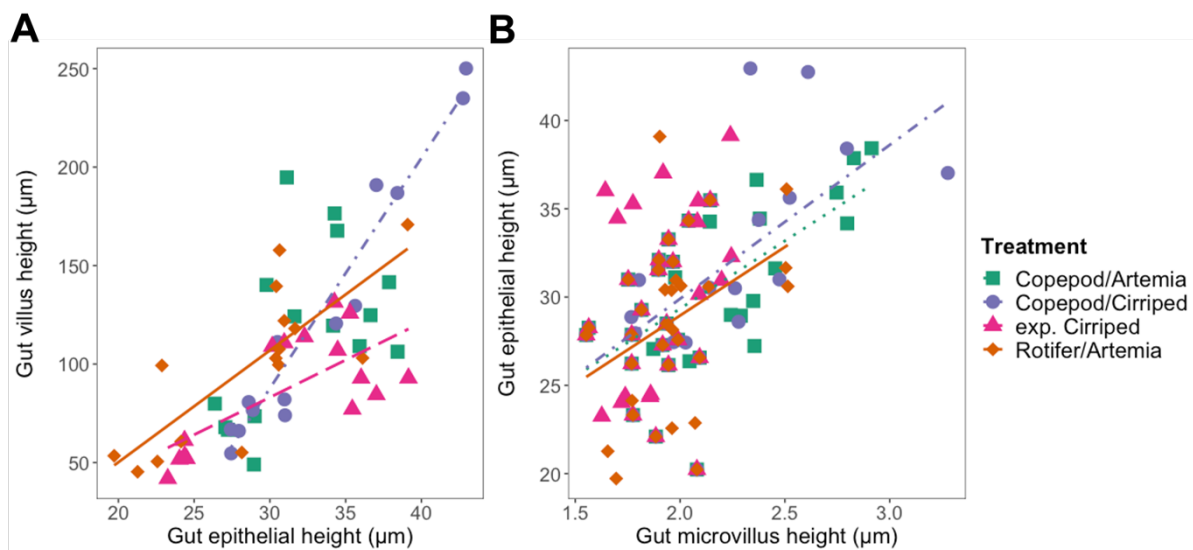 A
B
250
200
150
100
50
Gut villus height (μm)
20
25
30
35
40
Gut epithelial height (μm)
40
35
30
25
20
Gut epithelial height (μm)
1.5
2.0
2.5
3.0
Gut microvillus height (μm)
Treatment
Copepod/Artemia
Copepod/Cirriped
exp. Cirriped
Rotifer/Artemia